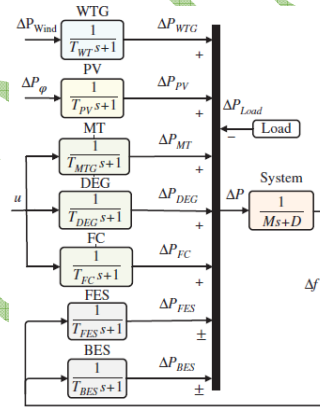 WTG
ΔP_Wind
1
T_WT s+1
ΔP_WTG
+
PV
ΔP_φ
1
T_PV s+1
ΔP_PV
+
ΔP_Load
−
Load
MT
1
T_MTG s+1
ΔP_MT
+
System
u
DEG
1
T_DEG s+1
ΔP_DEG
+
ΔP
1
Ms+D
FC
1
T_FC s+1
ΔP_FC
+
Δf
FES
1
T_FES s+1
ΔP_FES
±
BES
1
T_BES s+1
ΔP_BES
±